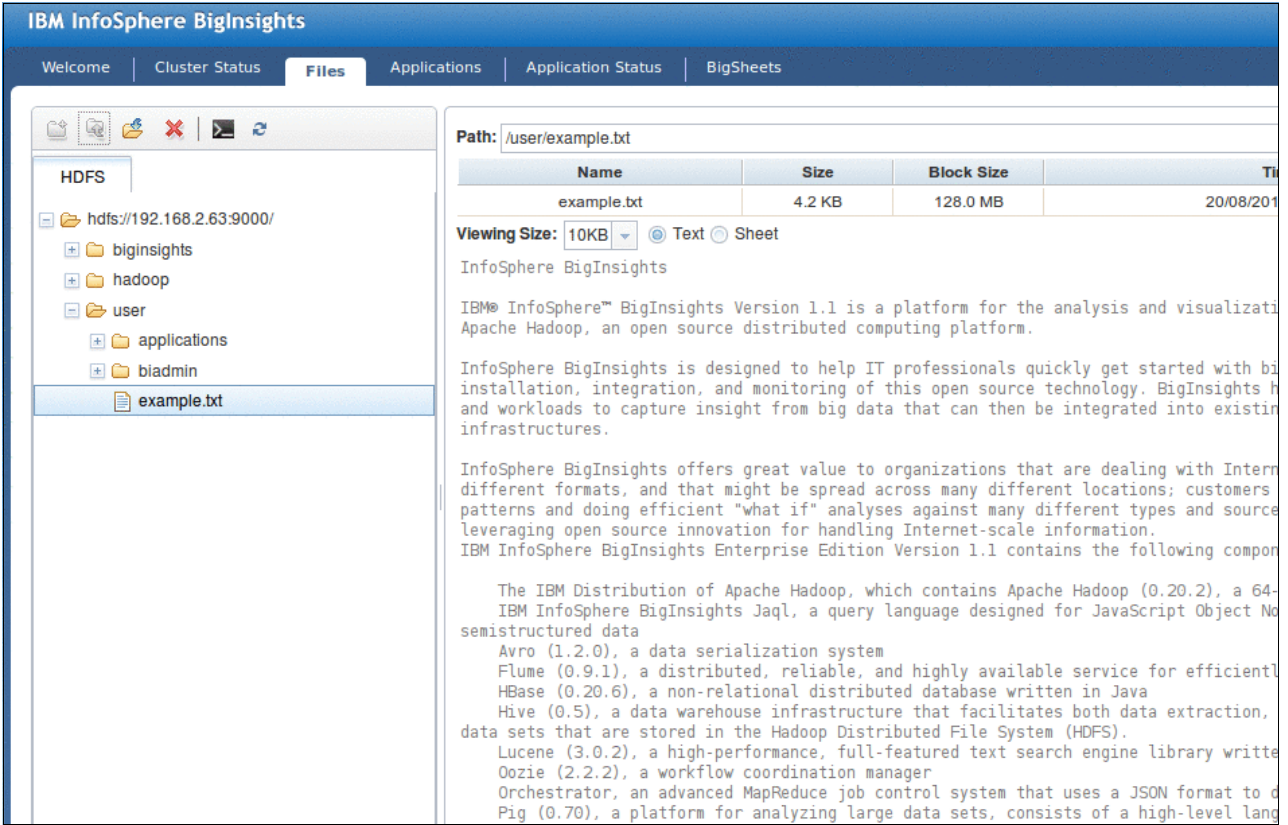 IBM InfoSphere BigInsights
Welcome
Cluster Status
Files
Applications
Application Status
BigSheets
HDFS
hdfs://192.168.2.63:9000/
biginsights
hadoop
user
applications
biadmin
example.txt
Path: /user/example.txt
Name Size Block Size
example.txt 4.2 KB 128.0 MB 20/08/201
Viewing Size: 10KB Text Sheet
InfoSphere BigInsights
IBM® InfoSphere™ BigInsights Version 1.1 is a platform for the analysis and visualizati
Apache Hadoop, an open source distributed computing platform.
InfoSphere BigInsights is designed to help IT professionals quickly get started with bi
installation, integration, and monitoring of this open source technology. BigInsights h
and workloads to capture insight from big data that can then be integrated into existin
infrastructures.
InfoSphere BigInsights offers great value to organizations that are dealing with Intern
different formats, and that might be spread across many different locations; customers
patterns and doing efficient "what if" analyses against many different types and source
leveraging open source innovation for handling Internet-scale information.
IBM InfoSphere BigInsights Enterprise Edition Version 1.1 contains the following compon
The IBM Distribution of Apache Hadoop, which contains Apache Hadoop (0.20.2), a 64-
IBM InfoSphere BigInsights Jaql, a query language designed for JavaScript Object No
semistructured data
Avro (1.2.0), a data serialization system
Flume (0.9.1), a distributed, reliable, and highly available service for efficientl
HBase (0.20.6), a non-relational distributed database written in Java
Hive (0.5), a data warehouse infrastructure that facilitates both data extraction,
data sets that are stored in the Hadoop Distributed File System (HDFS).
Lucene (3.0.2), a high-performance, full-featured text search engine library writte
Oozie (2.2.2), a workflow coordination manager
Orchestrator, an advanced MapReduce job control system that uses a JSON format to d
Pig (0.70), a platform for analyzing large data sets, consists of a high-level lang